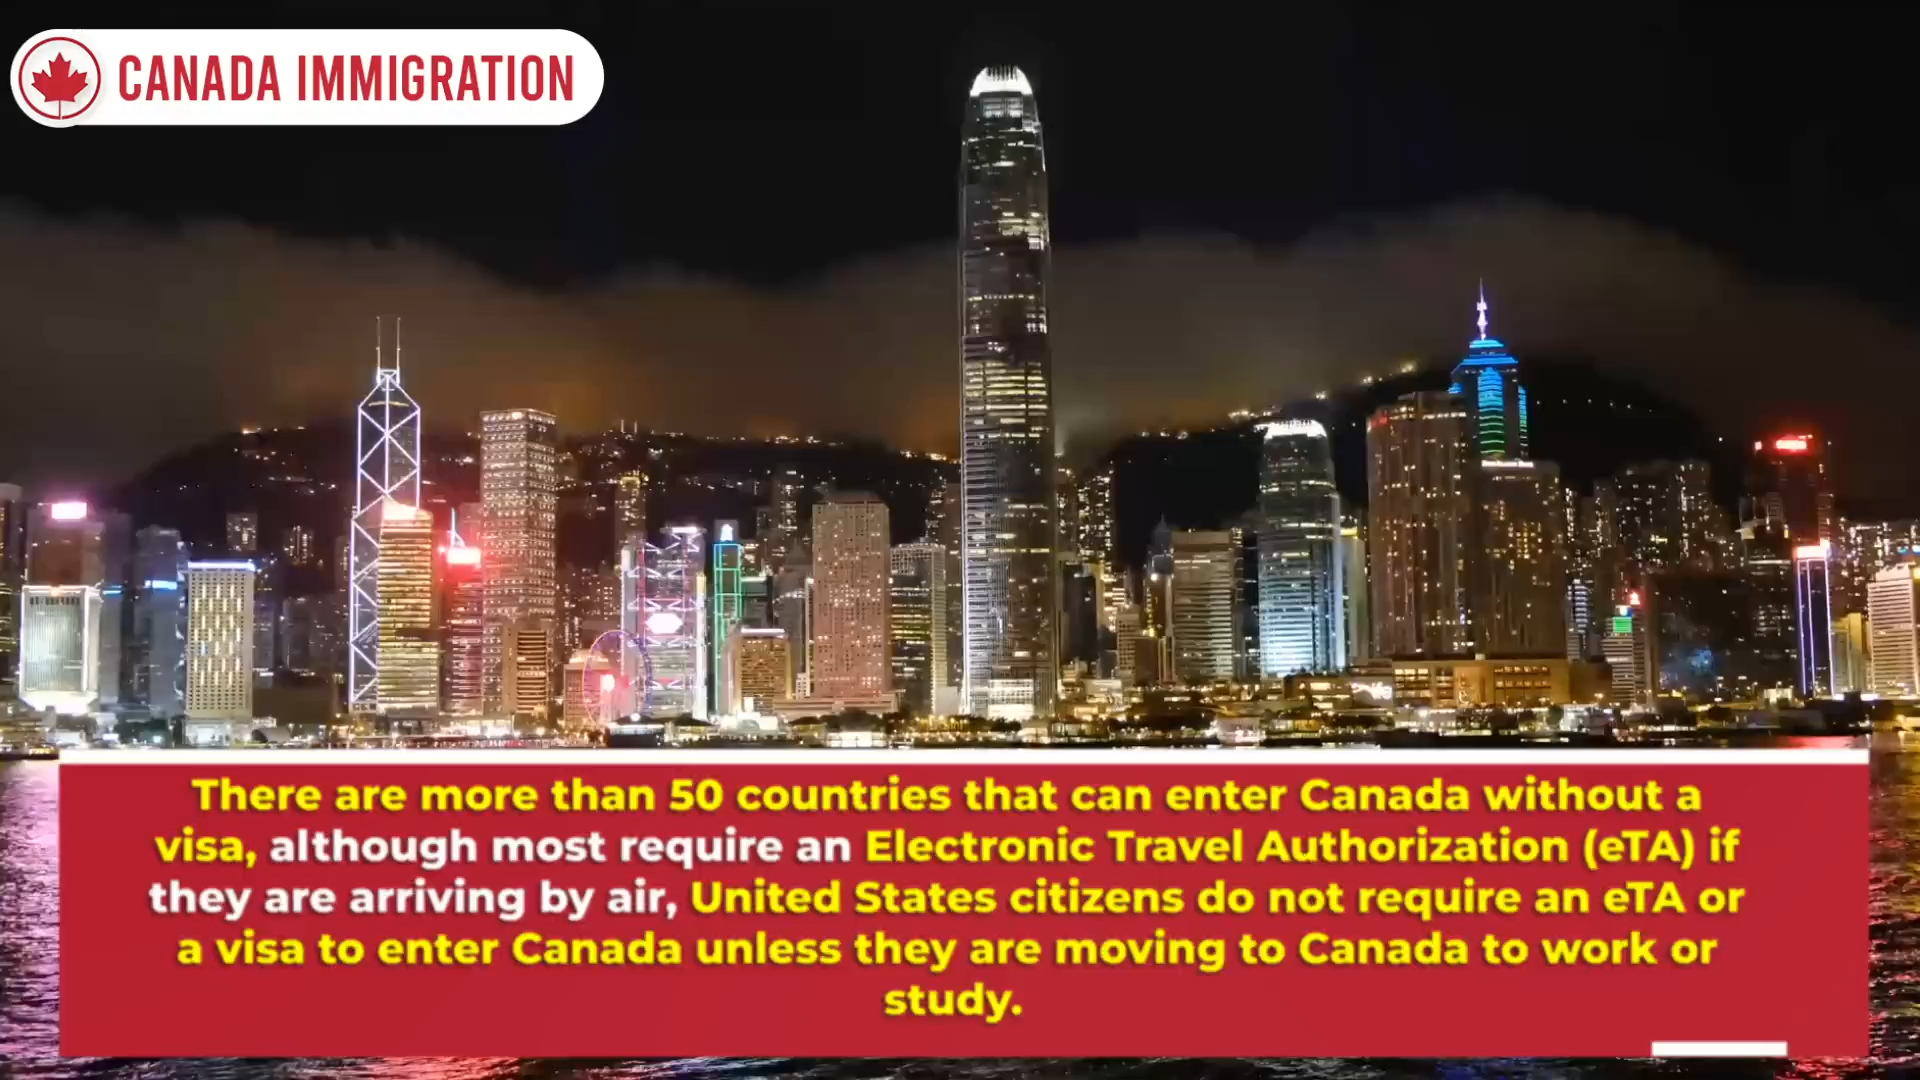 CANADA IMMIGRATION
There are more than 50 countries that can enter Canada without a
visa, although most require an Electronic Travel Authorization (eTA) if
they are arriving by air, United States citizens do not require an eTA or
a visa to enter Canada unless they are moving to Canada to work or
study.